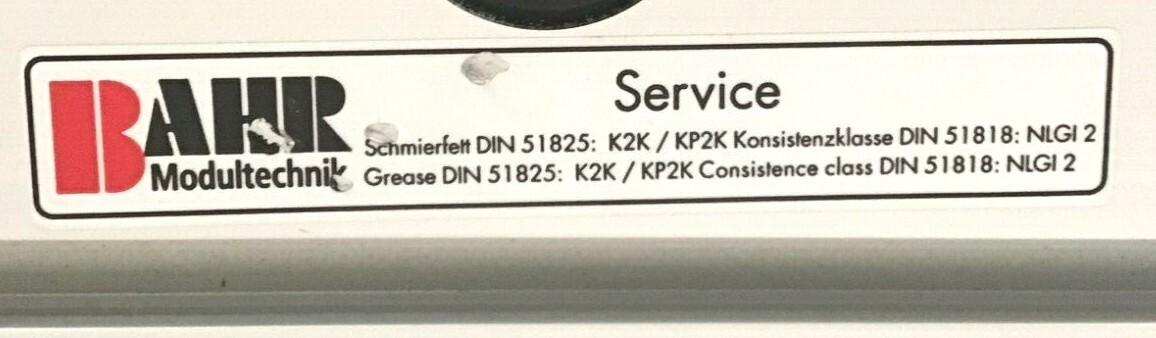 BAHR
Modultechnik
Service
Schmierfett DIN 51825: K2K / KP2K Konsistenzklasse DIN 51818: NLGI 2
Grease DIN 51825: K2K / KP2K Consistence class DIN 51818: NLGI 2